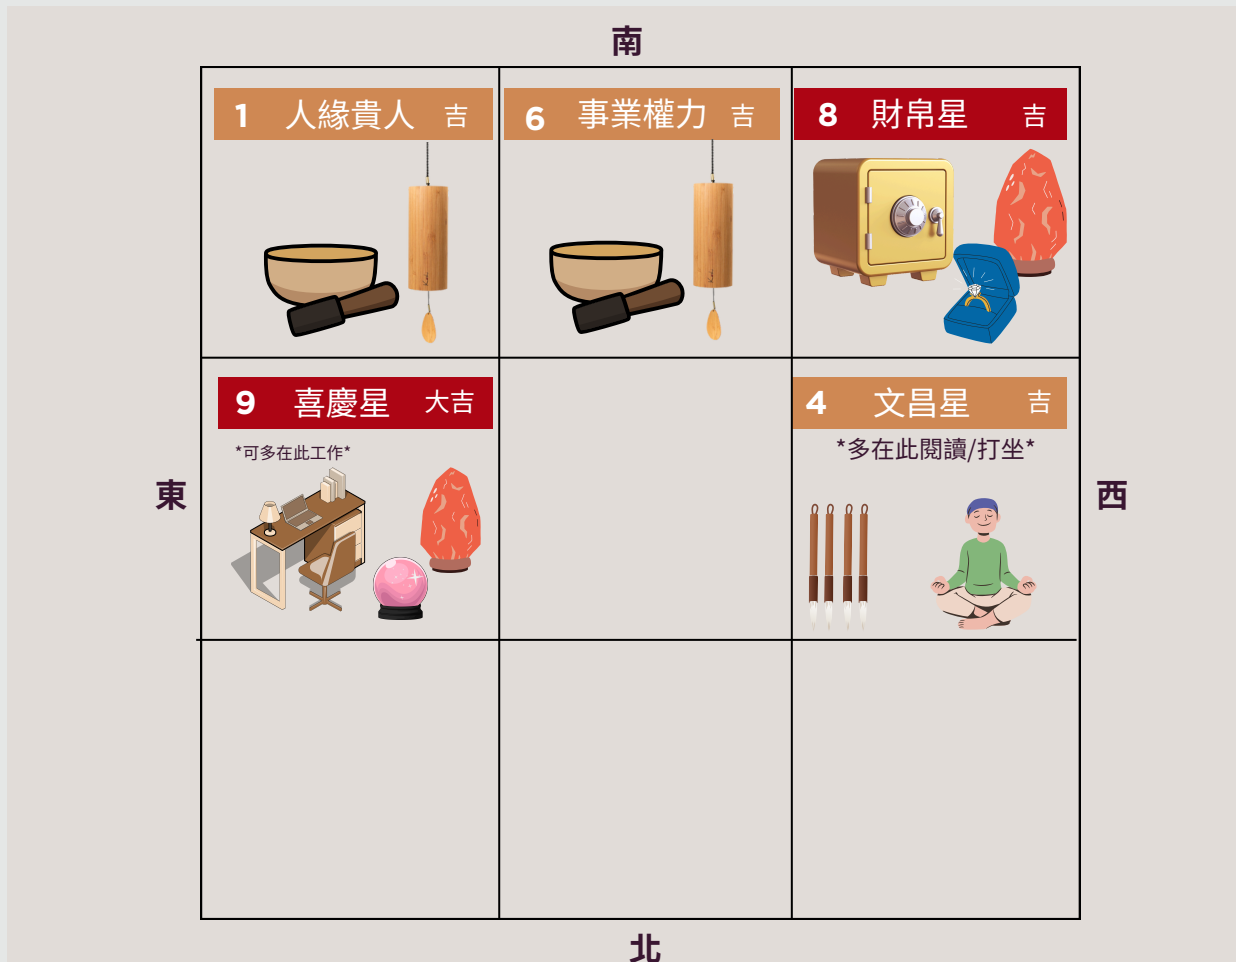 南
1 人緣貴人 吉
6 事業權力 吉
8 財帛星 吉
9 喜慶星 大吉
*可多在此工作*
4 文昌星 吉
*多在此閱讀/打坐*
東
西
北